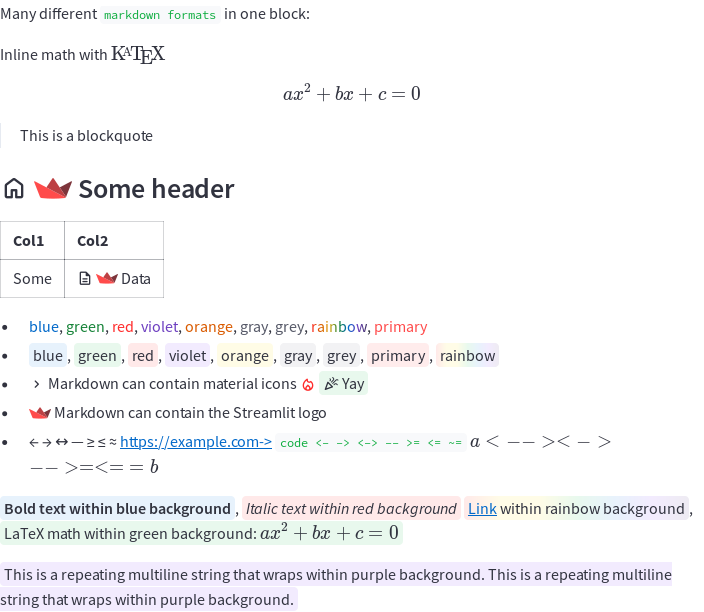 Many different markdown formats in one block:
Inline math with KATEX
ax² + bx + c = 0
This is a blockquote
Some header
Col1 Col2
Some Data
blue, green, red, violet, orange, gray, grey, rainbow, primary
blue , green , red , violet , orange , gray , grey , primary , rainbow
Markdown can contain material icons Yay
Markdown can contain the Streamlit logo
← → ↔ — ≥ ≤ ≈ https://example.com-> code <- -> <-> -- >= <= ~= a < −− >< − >
−− >=<= = b
Bold text within blue background , Italic text within red background Link within rainbow background ,
LaTeX math within green background: ax² + bx + c = 0
This is a repeating multiline string that wraps within purple background. This is a repeating multiline
string that wraps within purple background.